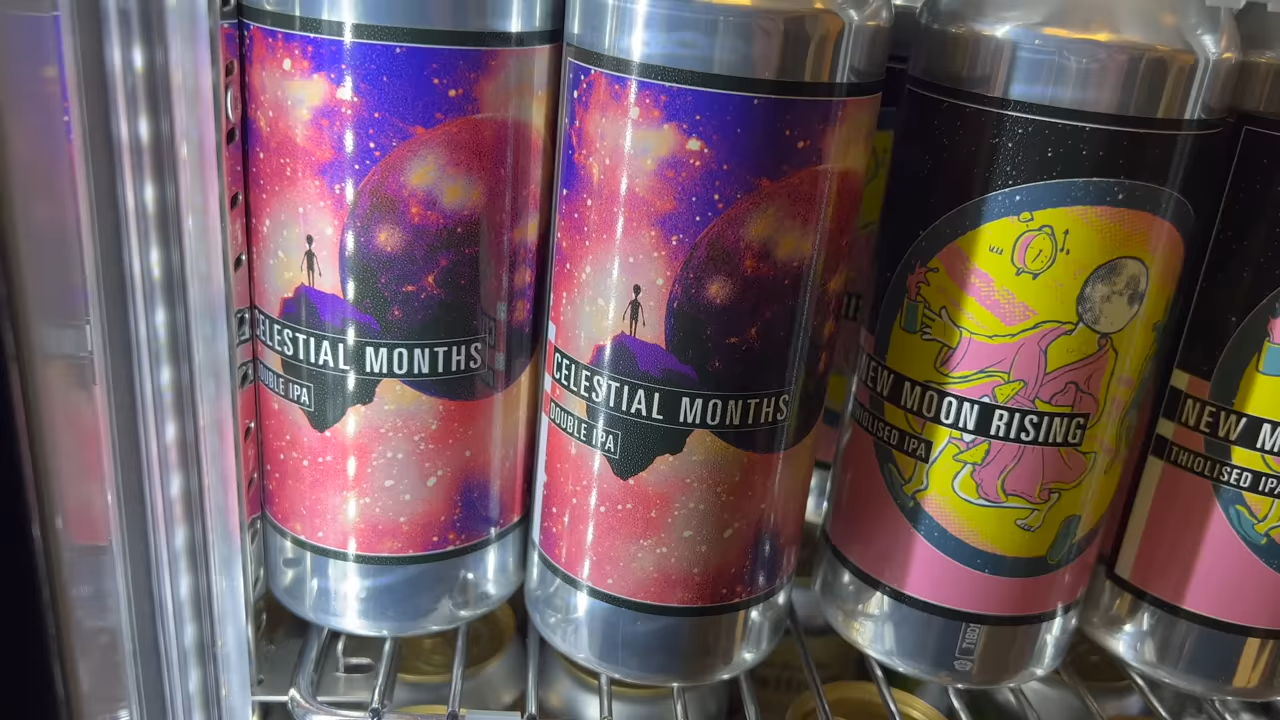 CELESTIAL MONTHS
DOUBLE IPA
CELESTIAL MONTHS
DOUBLE IPA
NEW MOON RISING
THIOLISED IPA
NEW
THIOLISED IPA